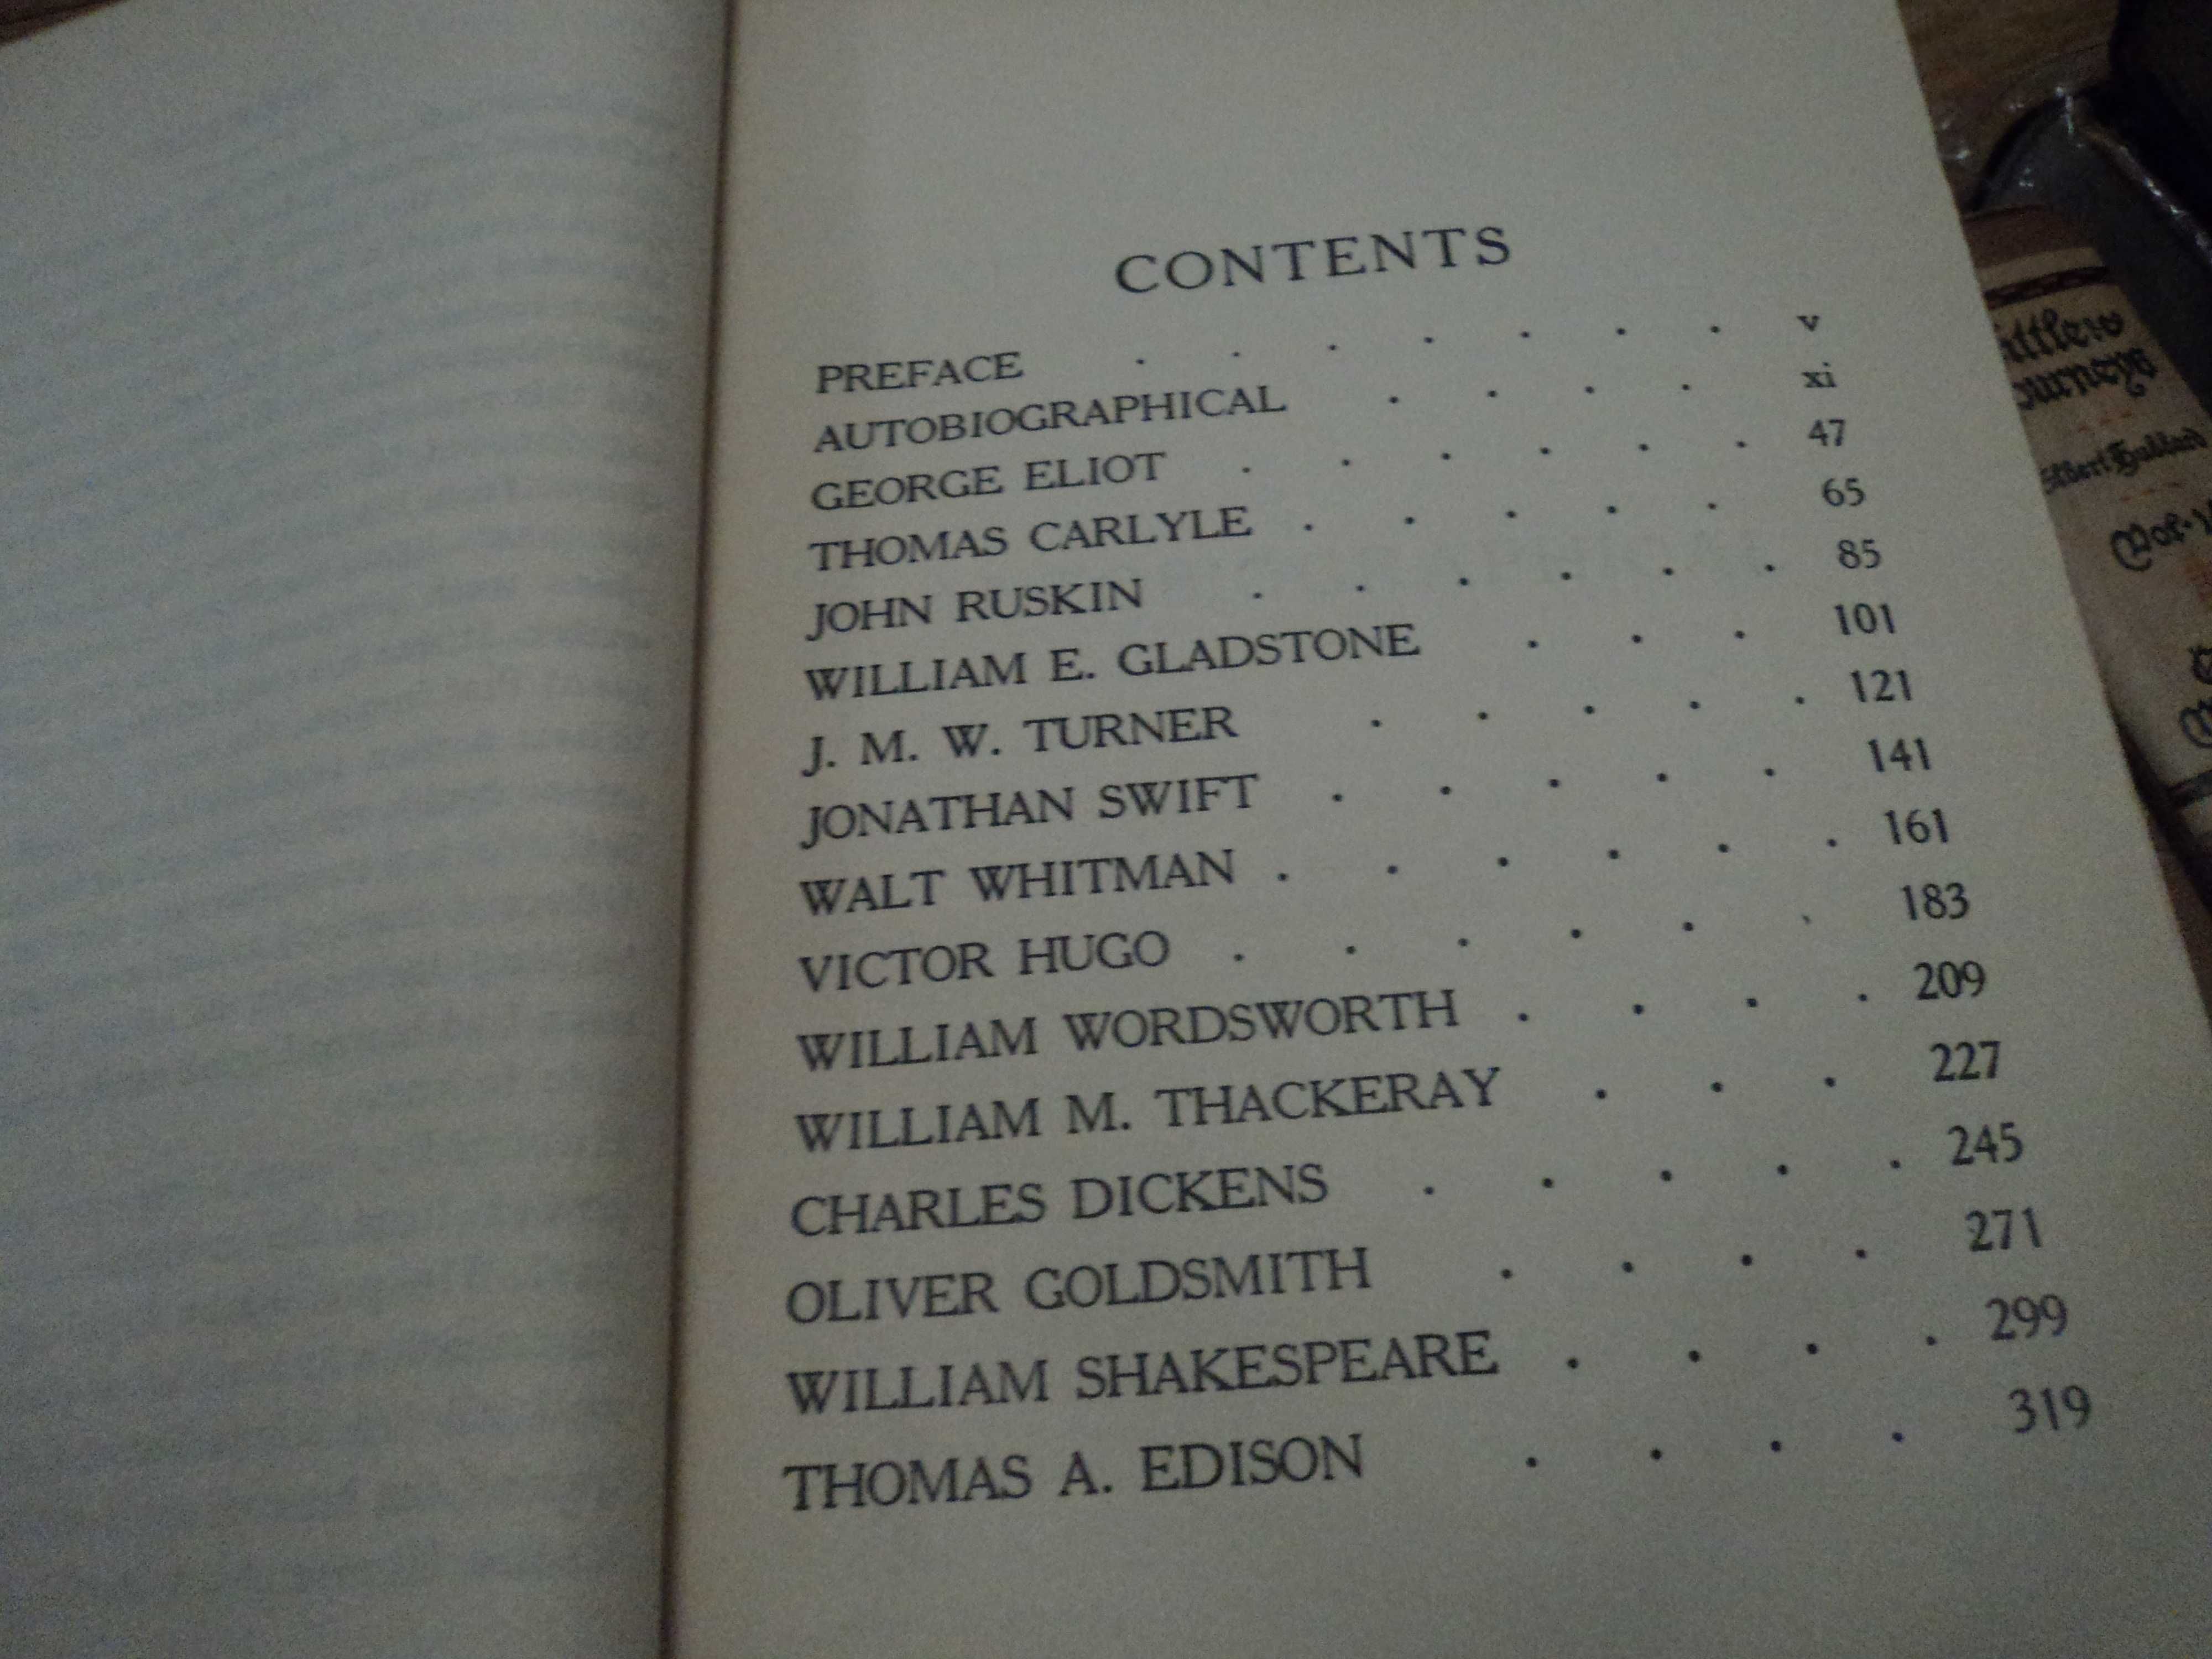 CONTENTS
PREFACE . . . . . . . v
AUTOBIOGRAPHICAL . . . . xi
GEORGE ELIOT . . . . . . 47
THOMAS CARLYLE . . . . . 65
JOHN RUSKIN . . . . . . 85
WILLIAM E. GLADSTONE . . . 101
J. M. W. TURNER . . . . . 121
JONATHAN SWIFT . . . . . 141
WALT WHITMAN . . . . . . 161
VICTOR HUGO . . . . . . 183
WILLIAM WORDSWORTH . . . . 209
WILLIAM M. THACKERAY . . . 227
CHARLES DICKENS . . . . . 245
OLIVER GOLDSMITH . . . . 271
WILLIAM SHAKESPEARE . . . . 299
THOMAS A. EDISON . . . . 319
Elbert Hubbard